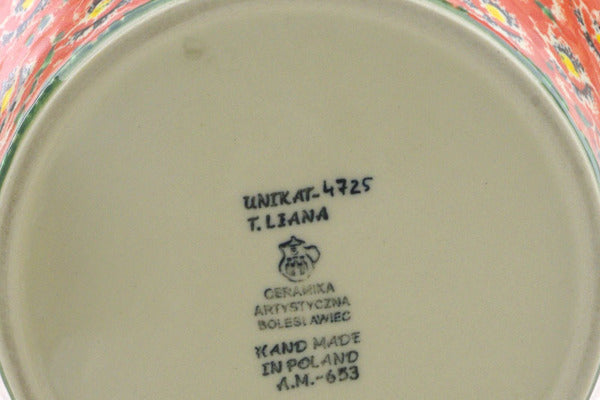 UNIKAT-4725
T. LIANA
CERAMIKA
ARTYSTYCZNA
BOLESŁAWIEC
HAND MADE
IN POLAND
A.M.-653